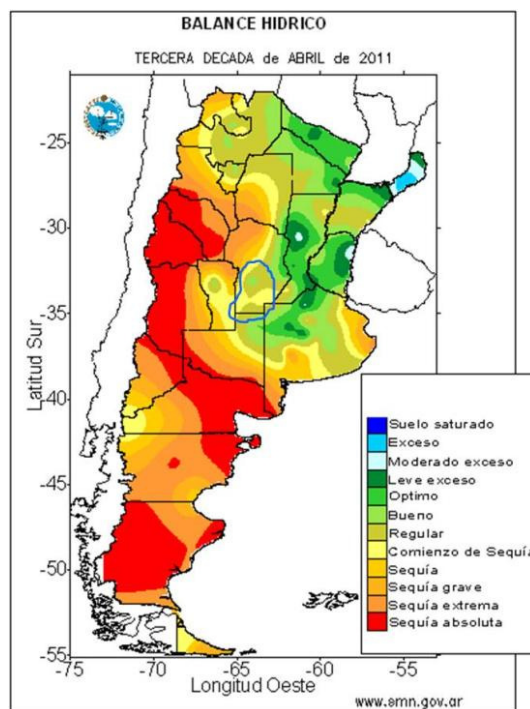 BALANCE HIDRICO
TERCERA DECADA de ABRIL de 2011
-25
-30
-35
-40
-45
-50
-55
Latitud Sur
Suelo saturado
Exceso
Moderado exceso
Leve exceso
Optimo
Bueno
Regular
Comienzo de Sequía
Sequía
Sequía grave
Sequía extrema
Sequía absoluta
-75 -70 -65 -60 -55
Longitud Oeste
www.smn.gov.ar